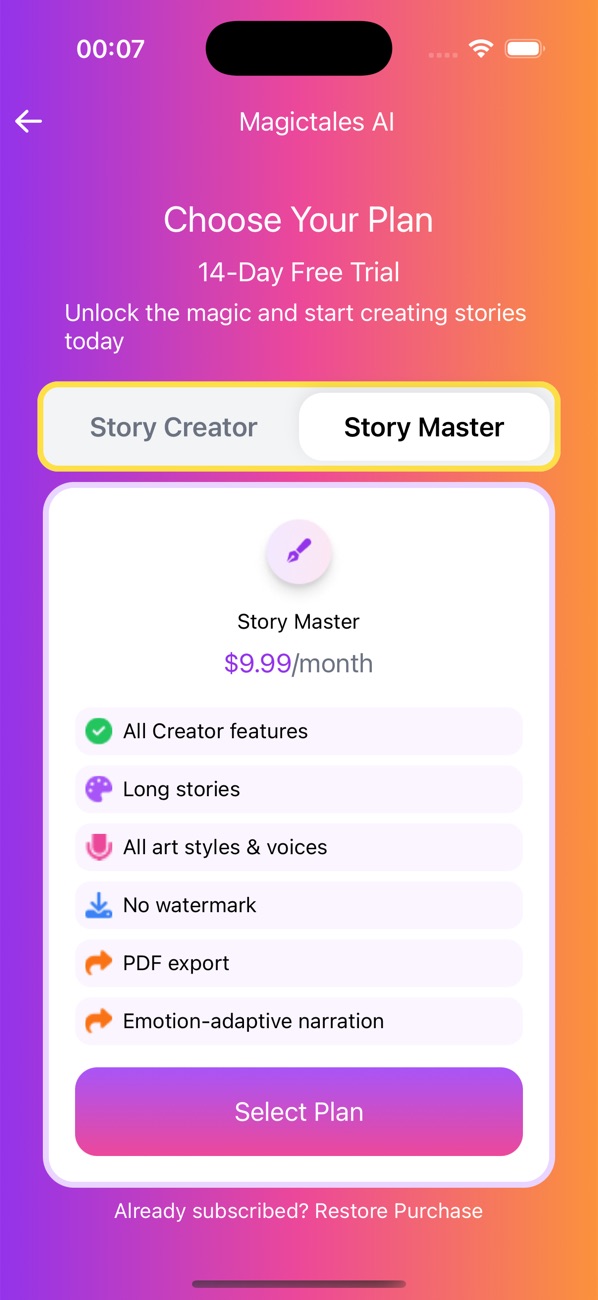 00:07
Magictales AI
Choose Your Plan
14-Day Free Trial
Unlock the magic and start creating stories
today
Story Creator
Story Master
Story Master
$9.99/month
All Creator features
Long stories
All art styles & voices
No watermark
PDF export
Emotion-adaptive narration
Select Plan
Already subscribed? Restore Purchase